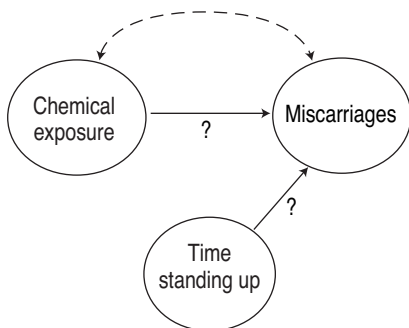 Chemical
exposure
?
Miscarriages
?
Time
standing up